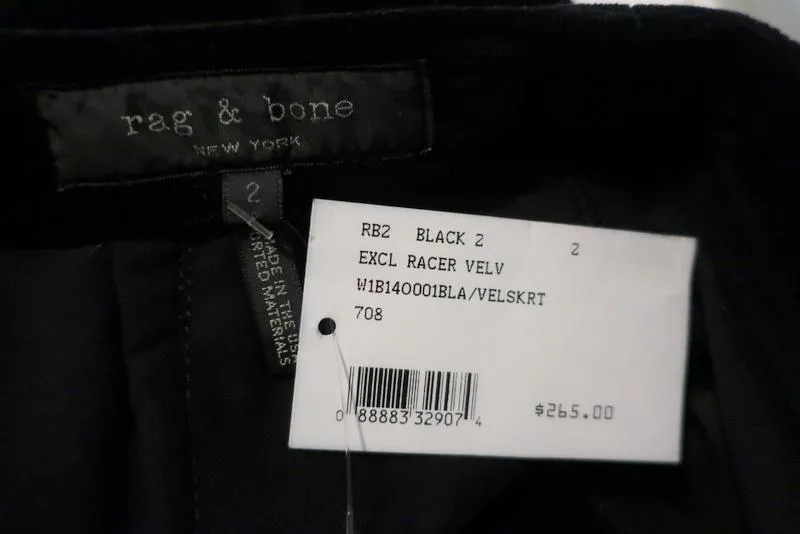 rag & bone
NEW YORK
2
MADE IN THE USA
IMPORTED MATERIALS
RB2 BLACK 2 2
EXCL RACER VELV
W1B140001BLA/VELSKRT
708
0 88883 32907 4
$265.00